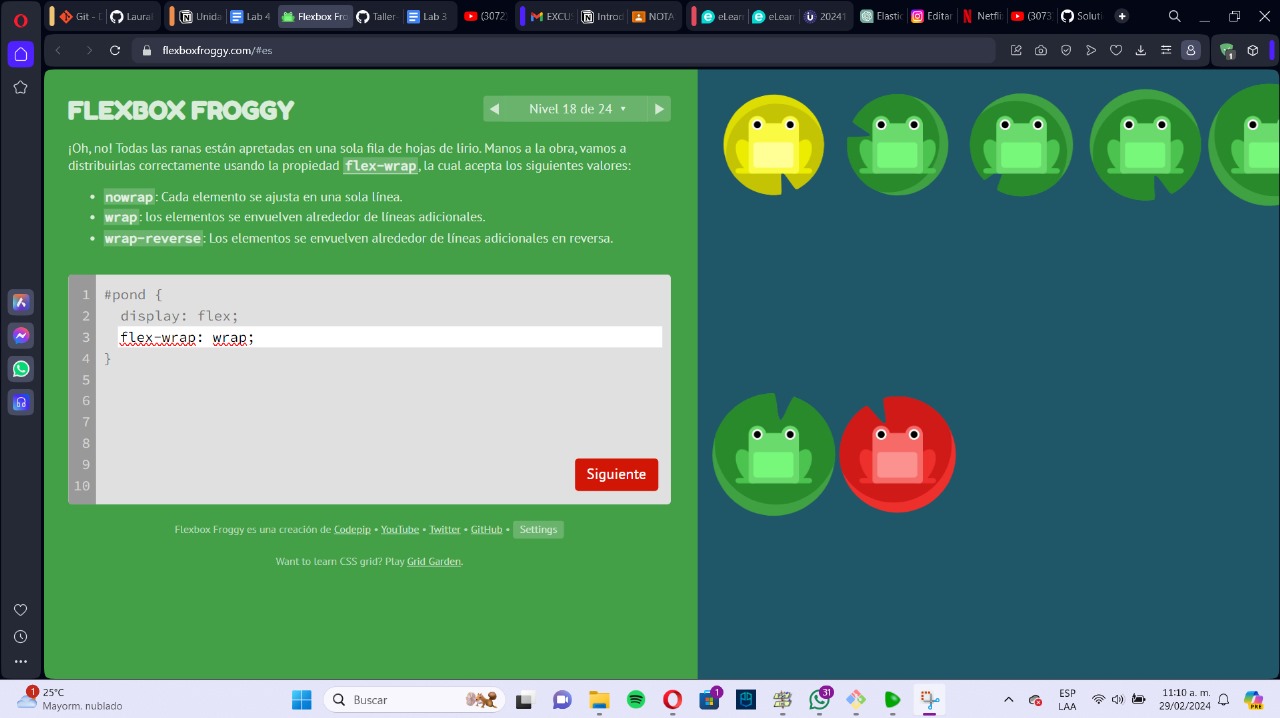 Git - D
Laural
Unida
Lab 4
Flexbox Fro
Taller
Lab 3
(3072)
EXCUS
Introd
NOTA
eLear
eLear
20241
Elastic
Editar
Netfli
(3073
Soluti
flexboxfroggy.com/#es
1
FLEXBOX FROGGY
Nivel 18 de 24
¡Oh, no! Todas las ranas están apretadas en una sola fila de hojas de lirio. Manos a la obra, vamos a
distribuirlas correctamente usando la propiedad flex-wrap, la cual acepta los siguientes valores:
• nowrap: Cada elemento se ajusta en una sola línea.
• wrap: los elementos se envuelven alrededor de líneas adicionales.
• wrap-reverse: Los elementos se envuelven alrededor de líneas adicionales en reversa.
1 #pond {
2 display: flex;
3 flex-wrap: wrap;
4 }
5
6
7
8
9
10
Siguiente
Flexbox Froggy es una creación de Codepip • YouTube • Twitter • GitHub • Settings
Want to learn CSS grid? Play Grid Garden.
1
25°C
Mayorm. nublado
Buscar
1
31
ESP
LAA
11:16 a. m.
29/02/2024
PRE